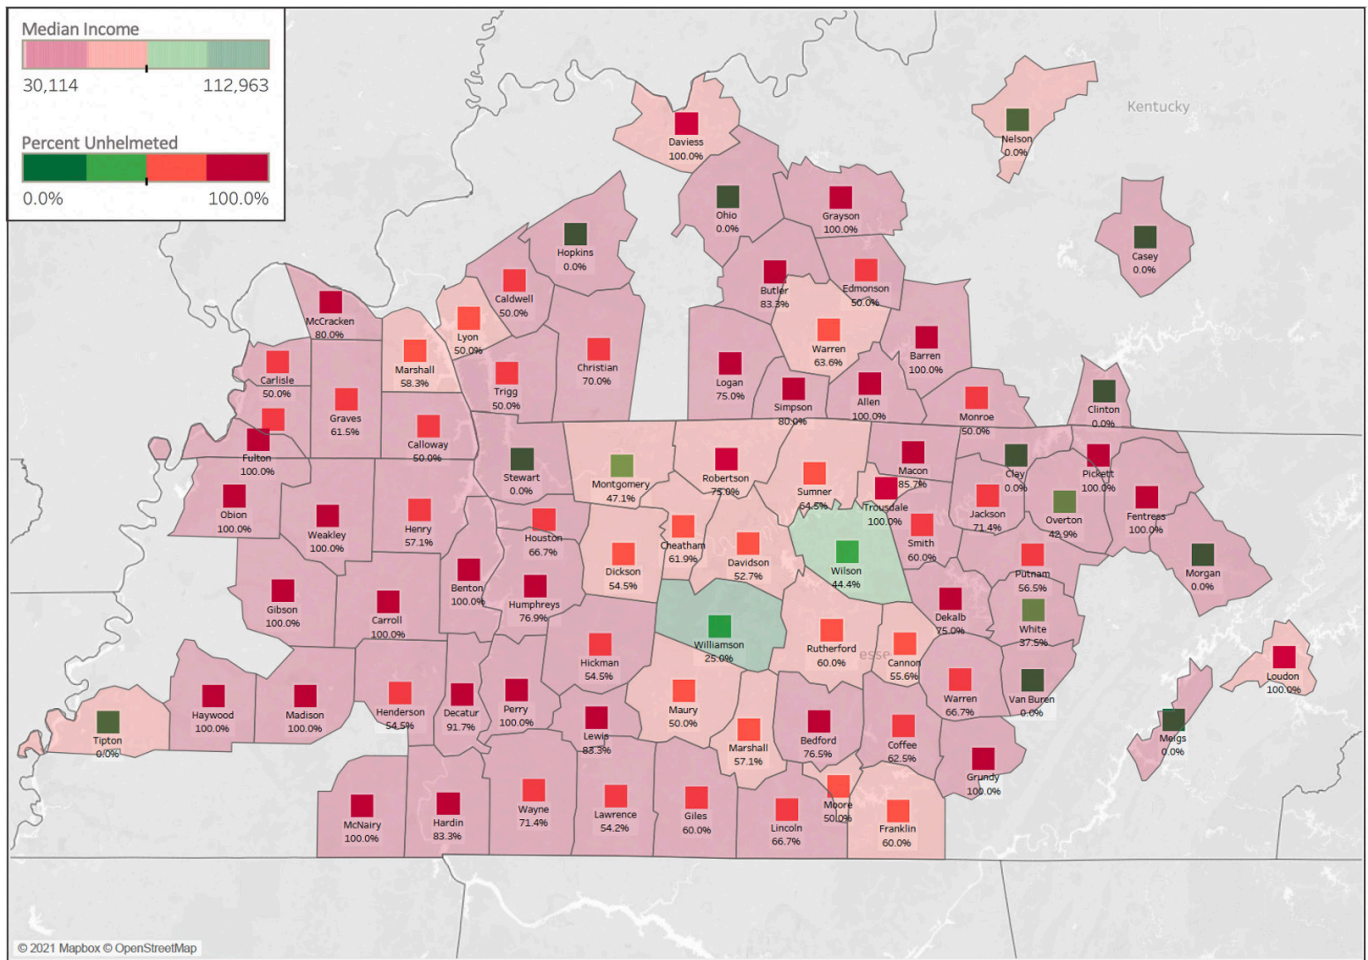 Median Income
30,114 112,963
Percent Unhelmeted
0.0% 100.0%
Kentucky
Daviess
100.0%
Nelson
0.0%
Ohio
0.0%
Grayson
100.0%
Hopkins
0.0%
Casey
0.0%
Caldwell
50.0%
Butler
83.3%
Edmonson
50.0%
McCracken
80.0%
Lyon
50.0%
Marshall
58.3%
Warren
63.6%
Barren
100.0%
Carlisle
50.0%
Trigg
50.0%
Christian
70.0%
Logan
75.0%
Simpson
80.0%
Allen
100.0%
Monroe
50.0%
Clinton
0.0%
Graves
61.5%
Calloway
50.0%
Fulton
100.0%
Stewart
0.0%
Montgomery
47.1%
Robertson
75.0%
Sumner
64.5%
Macon
85.7%
Clay
0.0%
Pickett
100.0%
Trousdale
100.0%
Obion
100.0%
Weakley
100.0%
Henry
57.1%
Houston
66.7%
Cheatham
61.9%
Davidson
52.7%
Dickson
54.5%
Wilson
44.4%
Smith
60.0%
Jackson
71.4%
Overton
42.9%
Fentress
100.0%
Putnam
56.5%
Morgan
0.0%
Gibson
100.0%
Carroll
100.0%
Benton
100.0%
Humphreys
76.9%
Dekalb
75.0%
White
37.5%
Williamson
25.0%
Rutherford
60.0%
esse
Cannon
55.6%
Hickman
54.5%
Loudon
100.0%
Tipton
0.0%
Haywood
100.0%
Madison
100.0%
Henderson
54.5%
Decatur
91.7%
Perry
100.0%
Maury
50.0%
Warren
66.7%
Van Buren
0.0%
Lewis
83.3%
Marshall
57.1%
Bedford
76.5%
Coffee
62.5%
Meigs
0.0%
Grundy
100.0%
McNairy
100.0%
Hardin
83.3%
Wayne
71.4%
Lawrence
54.2%
Giles
60.0%
Lincoln
66.7%
Moore
50.0%
Franklin
60.0%
© 2021 Mapbox © OpenStreetMap